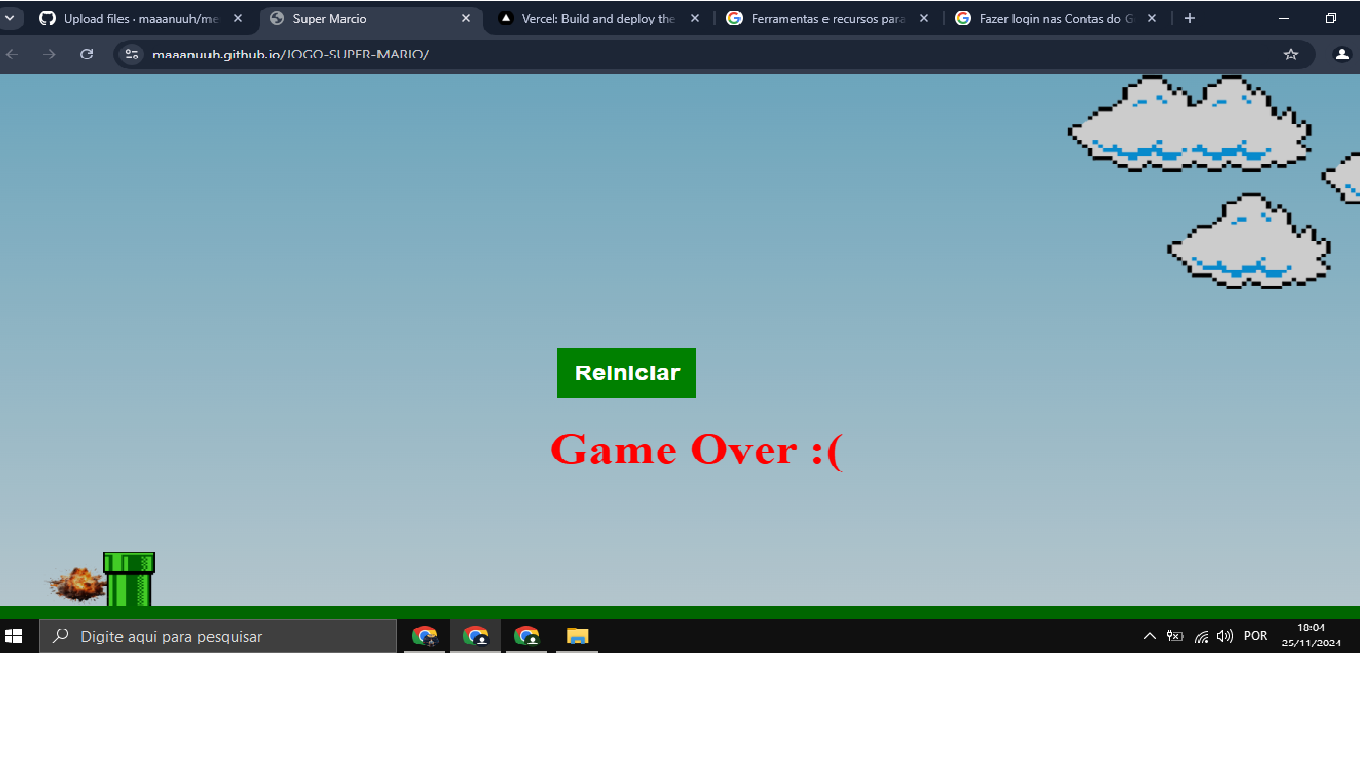 Upload files · maaanuuh/me
Super Marcio
Vercel: Build and deploy the
Ferramentas e recursos para
Fazer login nas Contas do G
maaanuuh.github.io/JOGO-SUPER-MARIO/
Reiniciar
Game Over :(
Digite aqui para pesquisar
POR
18:04
25/11/2024